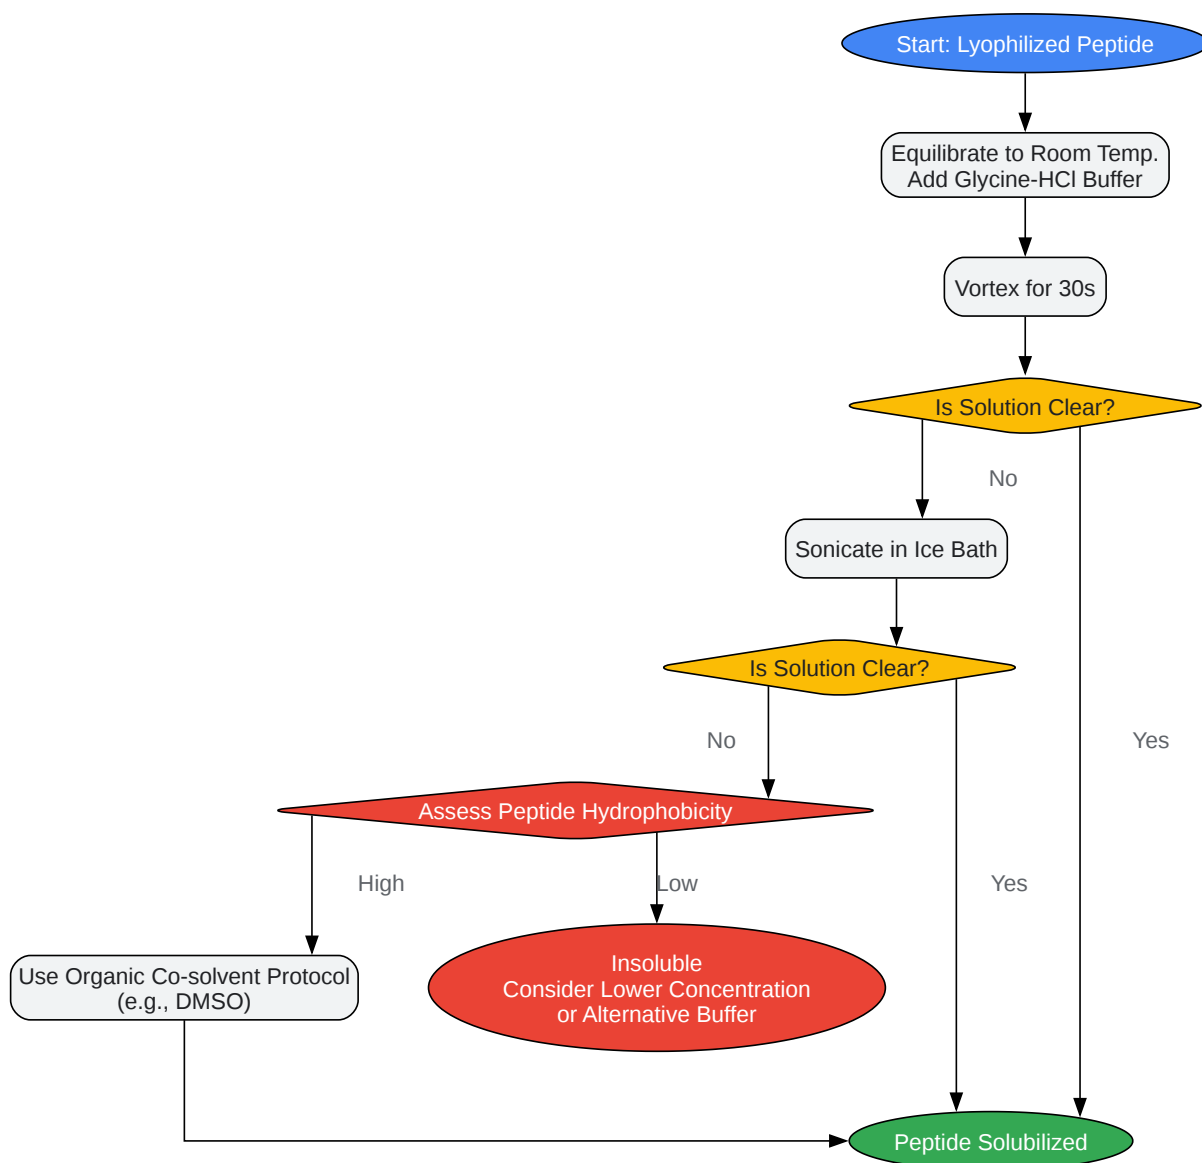 Start: Lyophilized Peptide
Equilibrate to Room Temp.
Add Glycine-HCl Buffer
Vortex for 30s
Is Solution Clear?
No
Sonicate in Ice Bath
Is Solution Clear?
No
Yes
Assess Peptide Hydrophobicity
High
Low
Yes
Use Organic Co-solvent Protocol
(e.g., DMSO)
Insoluble
Consider Lower Concentration
or Alternative Buffer
Peptide Solubilized